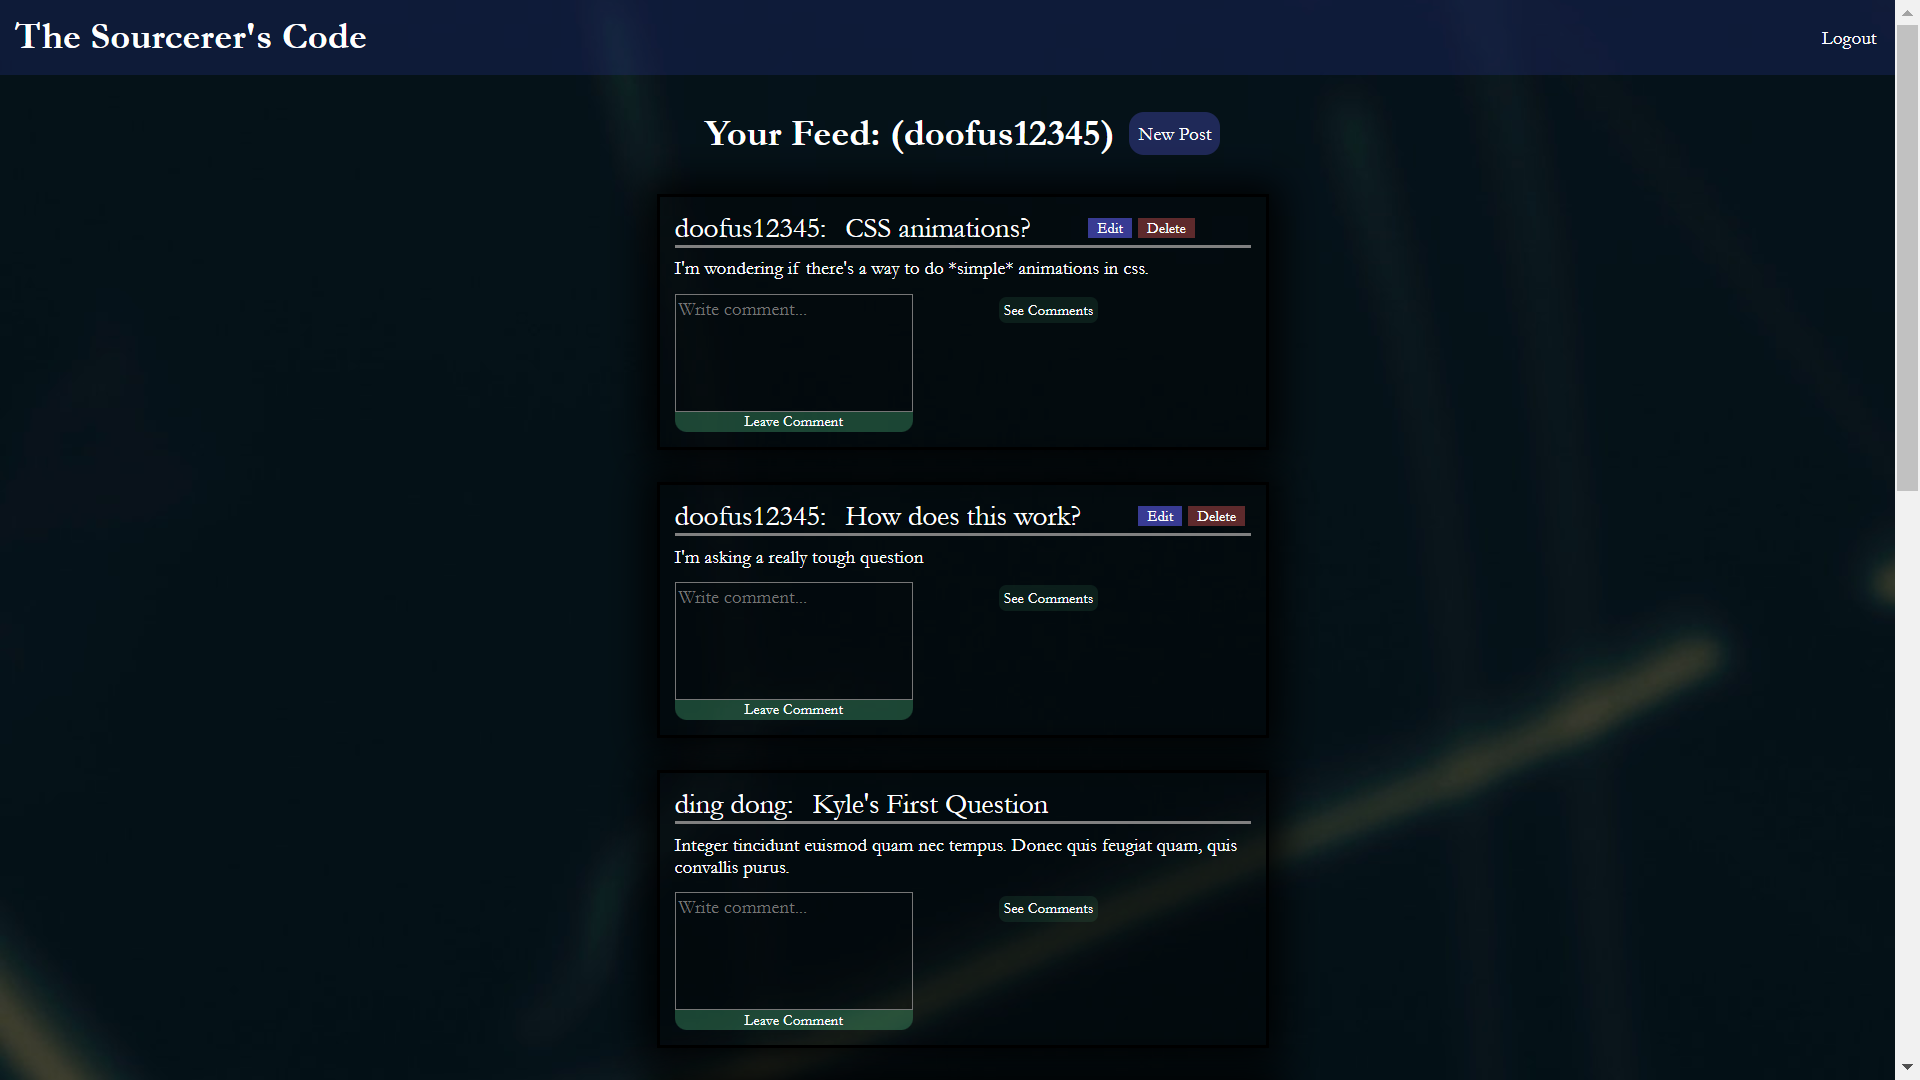 The Sourcerer's Code
Logout
Your Feed: (doofus12345)
New Post
doofus12345: CSS animations?
Edit
Delete
I'm wondering if there's a way to do *simple* animations in css.
Write comment...
See Comments
Leave Comment
doofus12345: How does this work?
Edit
Delete
I'm asking a really tough question
Write comment...
See Comments
Leave Comment
ding dong: Kyle's First Question
Integer tincidunt euismod quam nec tempus. Donec quis feugiat quam, quis
convallis purus.
Write comment...
See Comments
Leave Comment